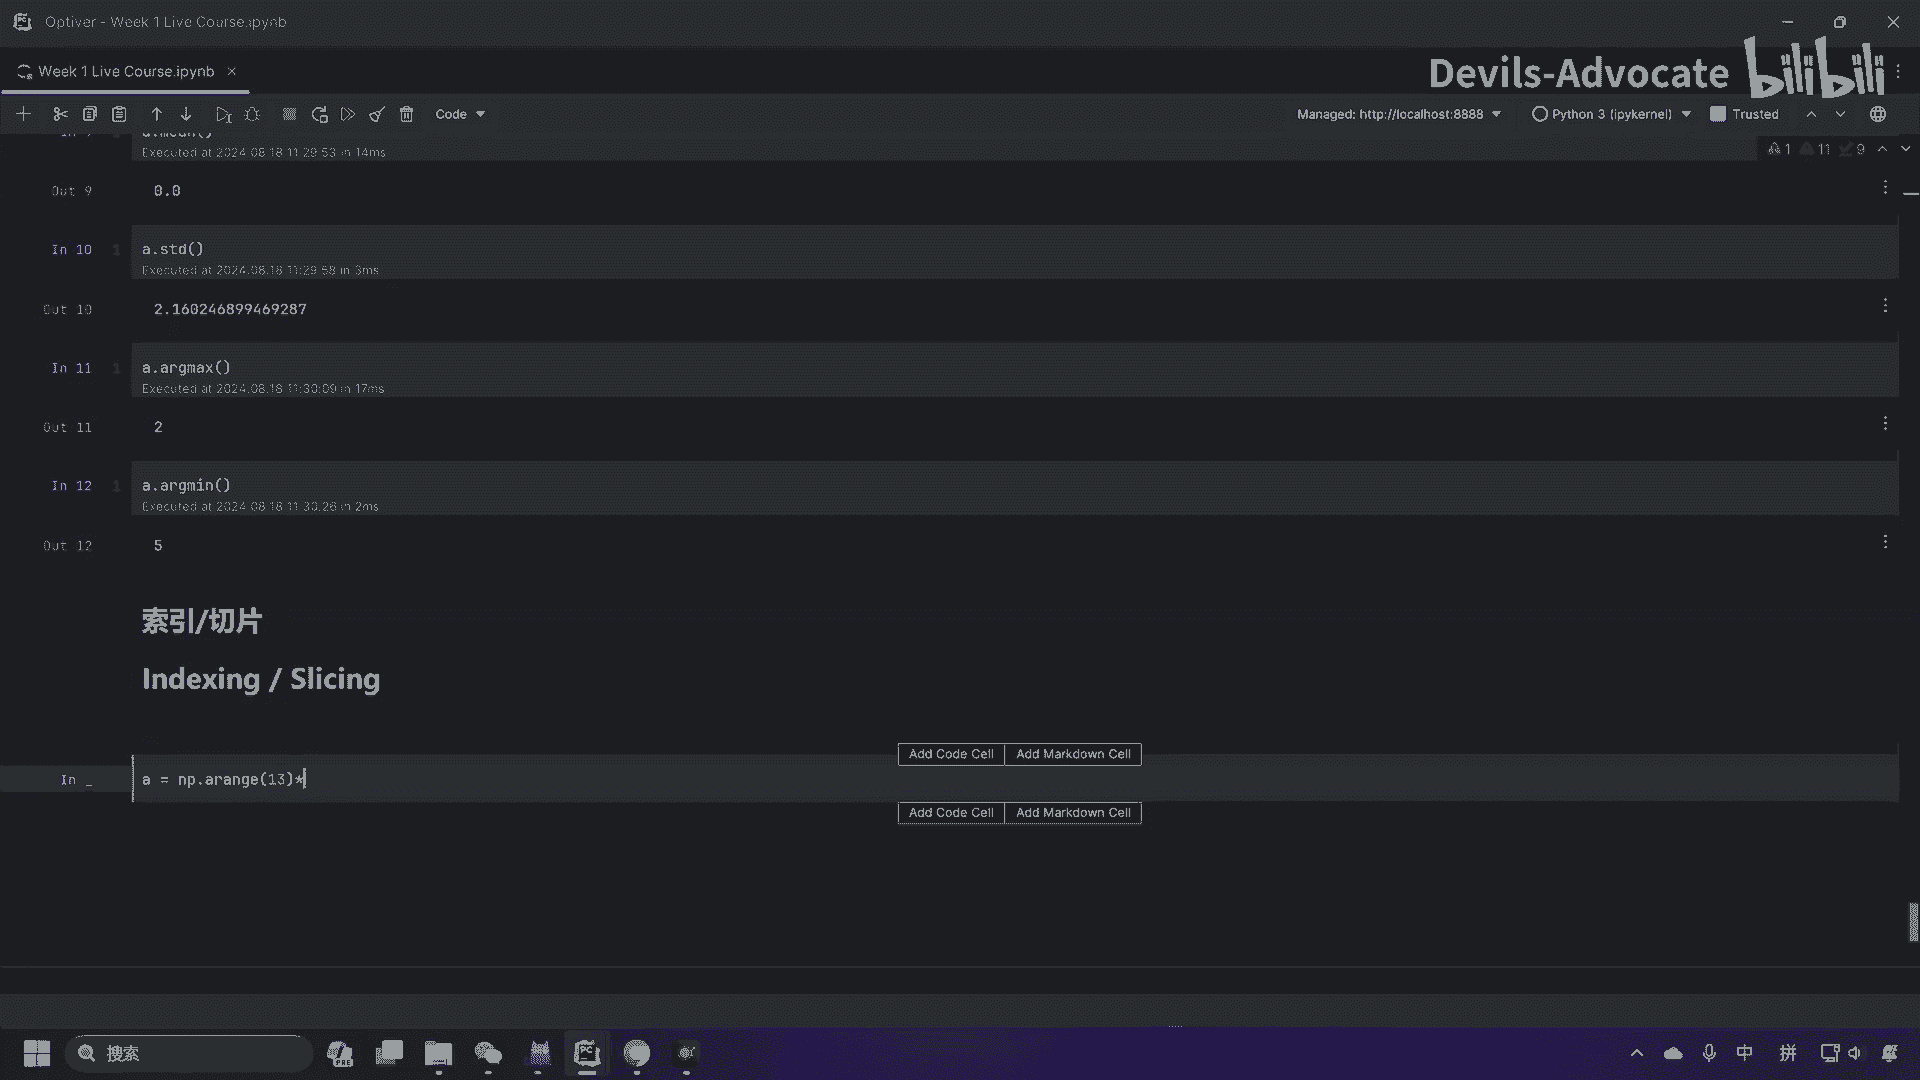 Optiver - Week 1 Live Course.ipynb
Week 1 Live Course.ipynb
Devils-Advocate bilibili
Code
Managed: http://localhost:8888
Python 3 (ipykernel)
Trusted
a.mean()
Executed at 2024.08.18 11:29:53 in 14ms
1 11 9
Out 9
0.0
In 10
1
a.std()
Executed at 2024.08.18 11:29:58 in 3ms
Out 10
2.160246899469287
In 11
1
a.argmax()
Executed at 2024.08.18 11:30:09 in 17ms
Out 11
2
In 12
1
a.argmin()
Executed at 2024.08.18 11:30:26 in 2ms
Out 12
5
索引/切片
Indexing / Slicing
Add Code Cell Add Markdown Cell
In _
a = np.arange(13)*
Add Code Cell Add Markdown Cell
搜索
PRE
PC
中
拼